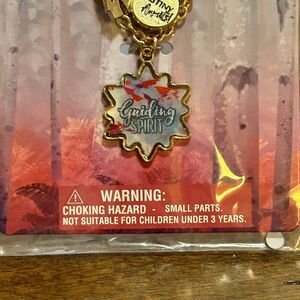 Guiding
SPIRIT
WARNING:
CHOKING HAZARD - SMALL PARTS.
NOT SUITABLE FOR CHILDREN UNDER 3 YEARS.